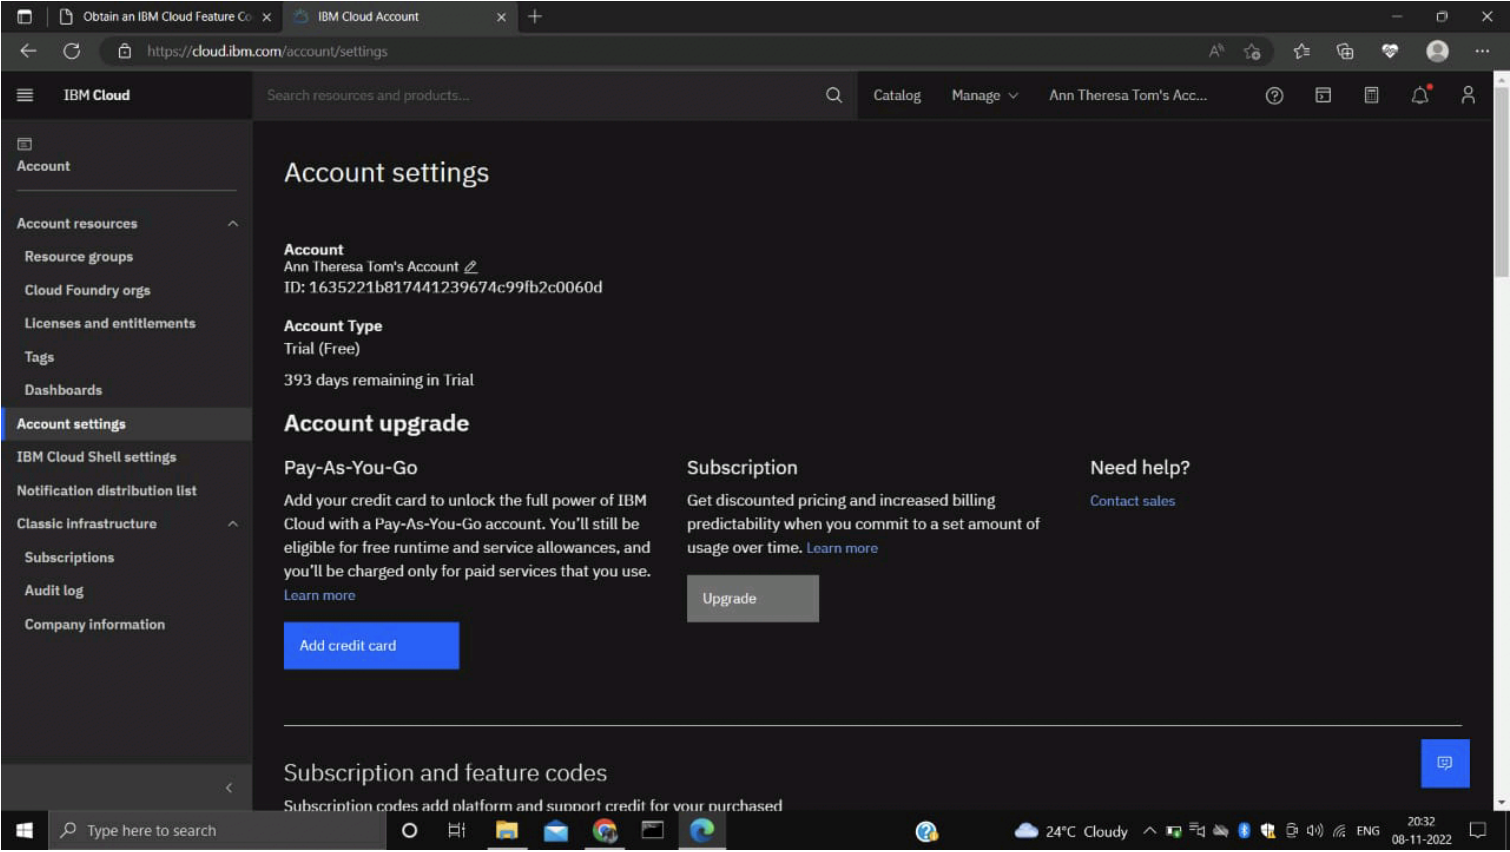 Obtain an IBM Cloud Feature Co
IBM Cloud Account
https://cloud.ibm.com/account/settings
IBM Cloud
Search resources and products...
Catalog
Manage
Ann Theresa Tom's Acc...
Account
Account resources
Resource groups
Cloud Foundry orgs
Licenses and entitlements
Tags
Dashboards
Account settings
IBM Cloud Shell settings
Notification distribution list
Classic infrastructure
Subscriptions
Audit log
Company information
Account settings
Account
Ann Theresa Tom's Account
ID: 1635221b817441239674c99fb2c0060d
Account Type
Trial (Free)
393 days remaining in Trial
Account upgrade
Pay-As-You-Go
Add your credit card to unlock the full power of IBM
Cloud with a Pay-As-You-Go account. You'll still be
eligible for free runtime and service allowances, and
you'll be charged only for paid services that you use.
Learn more
Add credit card
Subscription
Get discounted pricing and increased billing
predictability when you commit to a set amount of
usage over time. Learn more
Upgrade
Need help?
Contact sales
Subscription and feature codes
Subscription codes add platform and support credit for your purchased
Type here to search
24°C Cloudy
ENG
20:32
08-11-2022